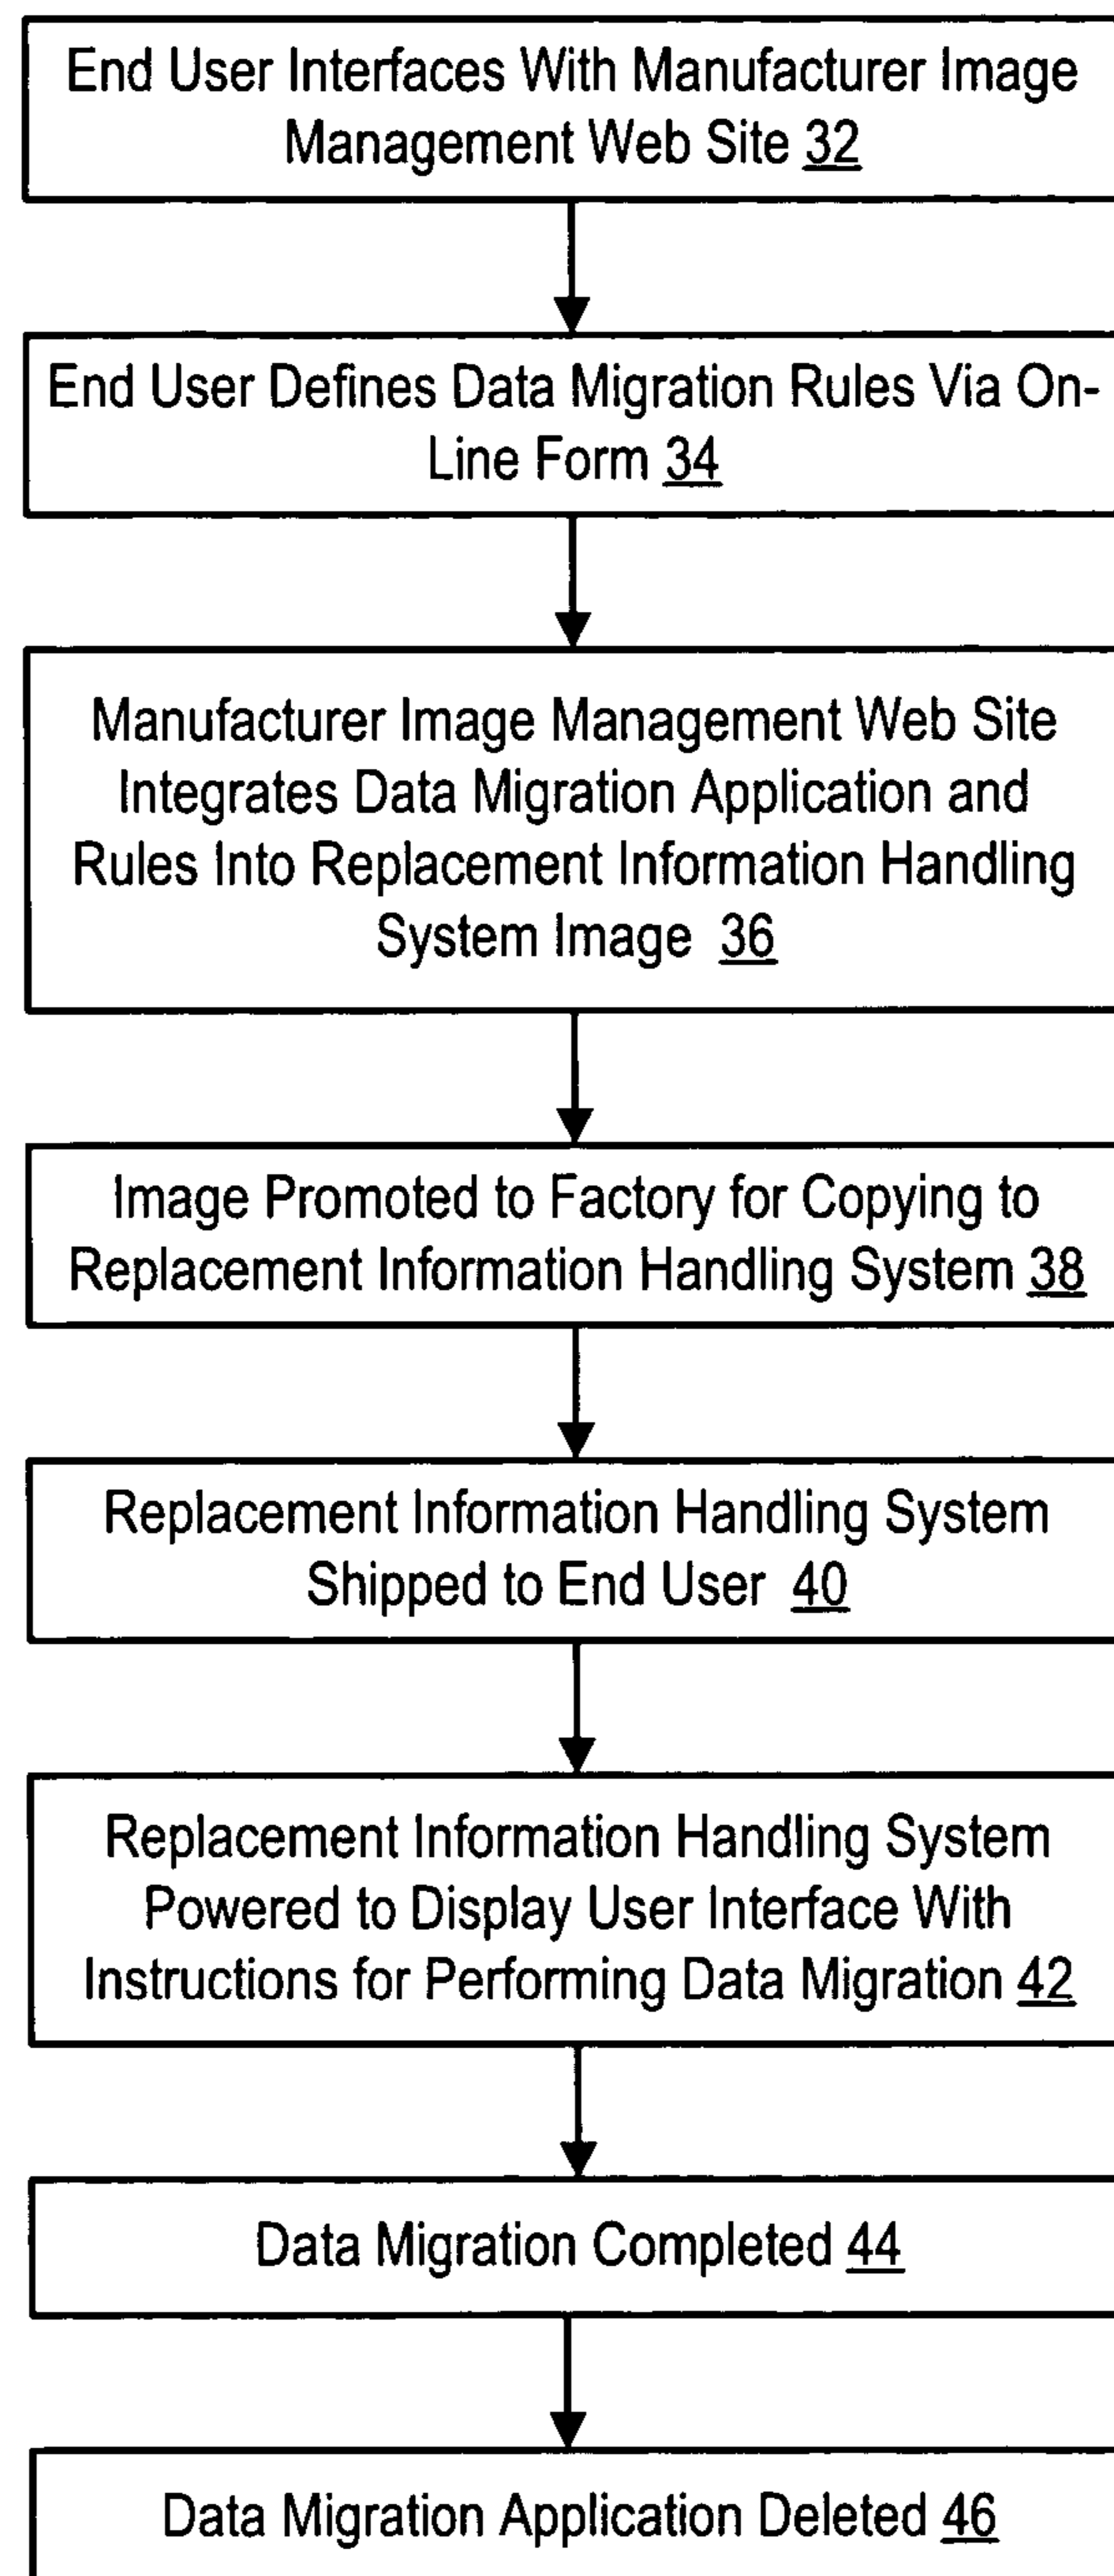 End User Interfaces With Manufacturer Image
Management Web Site 32
End User Defines Data Migration Rules Via On-
Line Form 34
Manufacturer Image Management Web Site
Integrates Data Migration Application and
Rules Into Replacement Information Handling
System Image 36
Image Promoted to Factory for Copying to
Replacement Information Handling System 38
Replacement Information Handling System
Shipped to End User 40
Replacement Information Handling System
Powered to Display User Interface With
Instructions for Performing Data Migration 42
Data Migration Completed 44
Data Migration Application Deleted 46